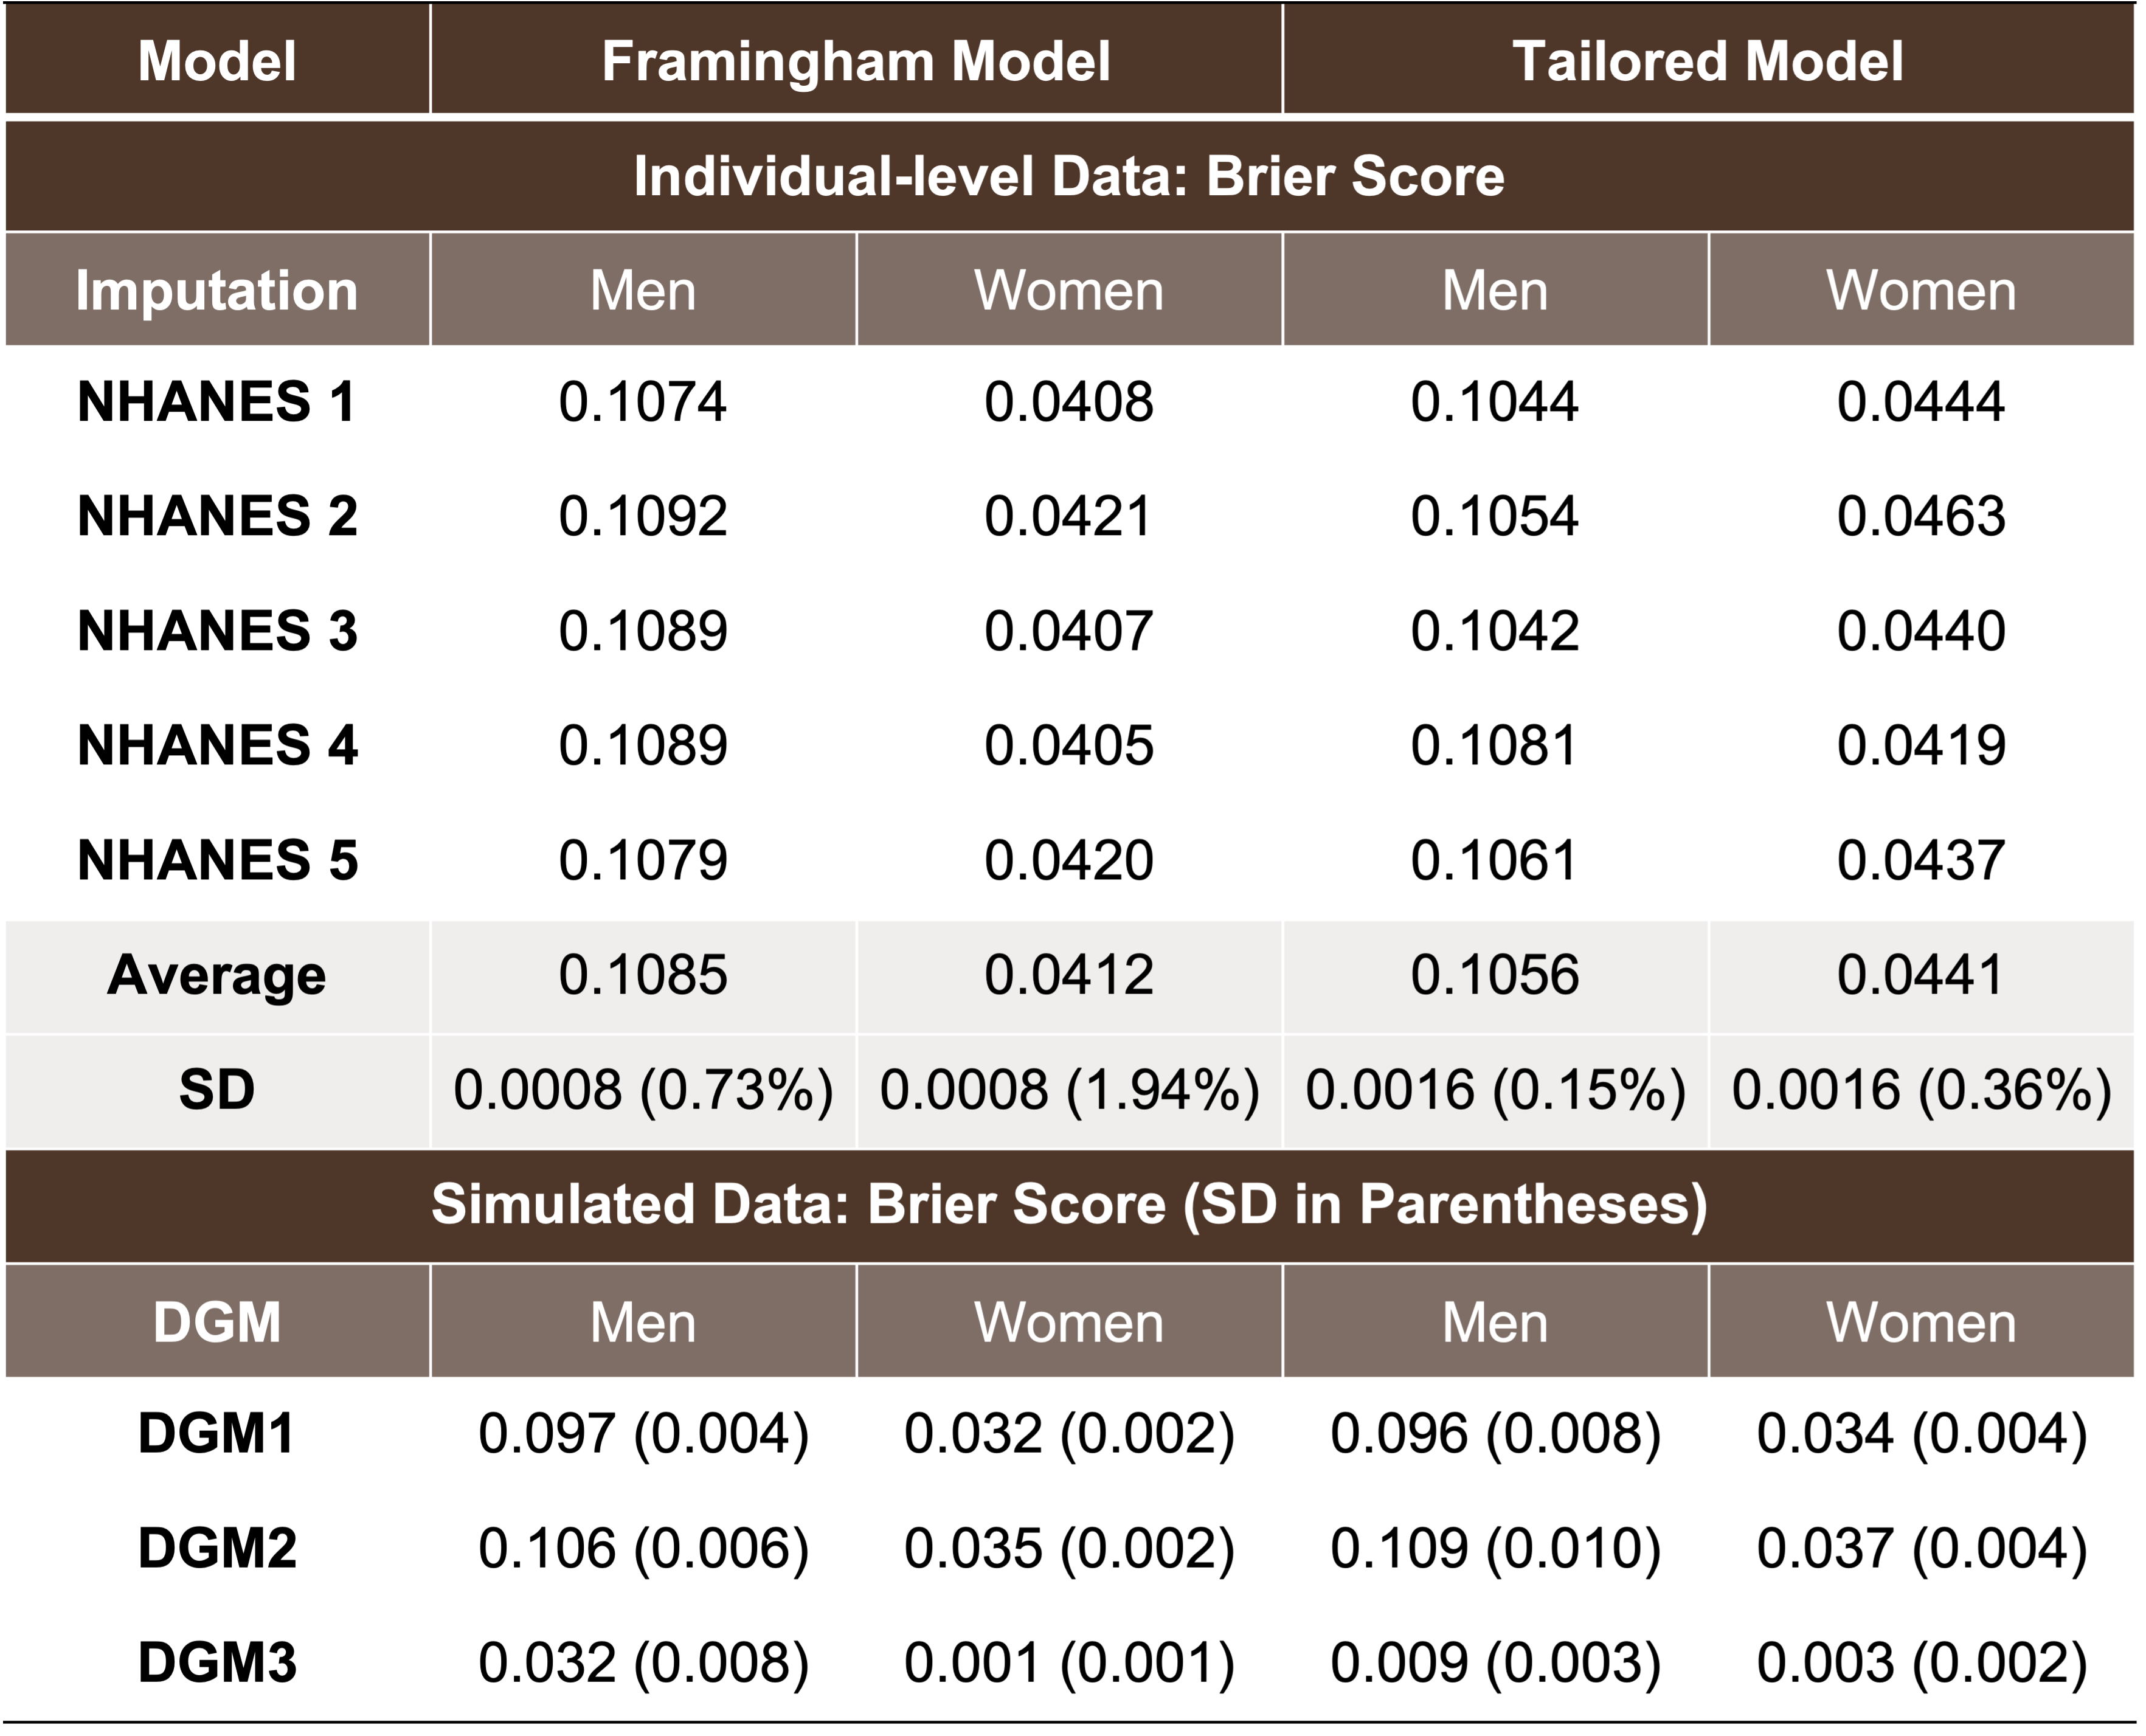 Model Framingham Model Tailored Model
Individual-level Data: Brier Score
Imputation Men Women Men Women
NHANES 1 0.1074 0.0408 0.1044 0.0444
NHANES 2 0.1092 0.0421 0.1054 0.0463
NHANES 3 0.1089 0.0407 0.1042 0.0440
NHANES 4 0.1089 0.0405 0.1081 0.0419
NHANES 5 0.1079 0.0420 0.1061 0.0437
Average 0.1085 0.0412 0.1056 0.0441
SD 0.0008 (0.73%) 0.0008 (1.94%) 0.0016 (0.15%) 0.0016 (0.36%)
Simulated Data: Brier Score (SD in Parentheses)
DGM Men Women Men Women
DGM1 0.097 (0.004) 0.032 (0.002) 0.096 (0.008) 0.034 (0.004)
DGM2 0.106 (0.006) 0.035 (0.002) 0.109 (0.010) 0.037 (0.004)
DGM3 0.032 (0.008) 0.001 (0.001) 0.009 (0.003) 0.003 (0.002)